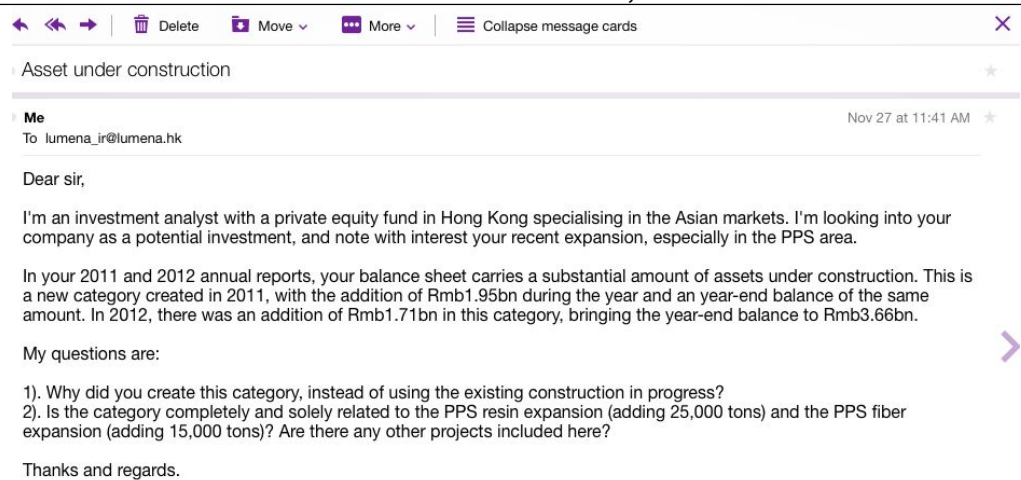 Delete Move More Collapse message cards
Asset under construction
Me Nov 27 at 11:41 AM
To lumena_ir@lumena.hk
Dear sir,
I'm an investment analyst with a private equity fund in Hong Kong specialising in the Asian markets. I'm looking into your
company as a potential investment, and note with interest your recent expansion, especially in the PPS area.
In your 2011 and 2012 annual reports, your balance sheet carries a substantial amount of assets under construction. This is
a new category created in 2011, with the addition of Rmb1.95bn during the year and an year-end balance of the same
amount. In 2012, there was an addition of Rmb1.71bn in this category, bringing the year-end balance to Rmb3.66bn.
My questions are:
1). Why did you create this category, instead of using the existing construction in progress?
2). Is the category completely and solely related to the PPS resin expansion (adding 25,000 tons) and the PPS fiber
expansion (adding 15,000 tons)? Are there any other projects included here?
Thanks and regards.